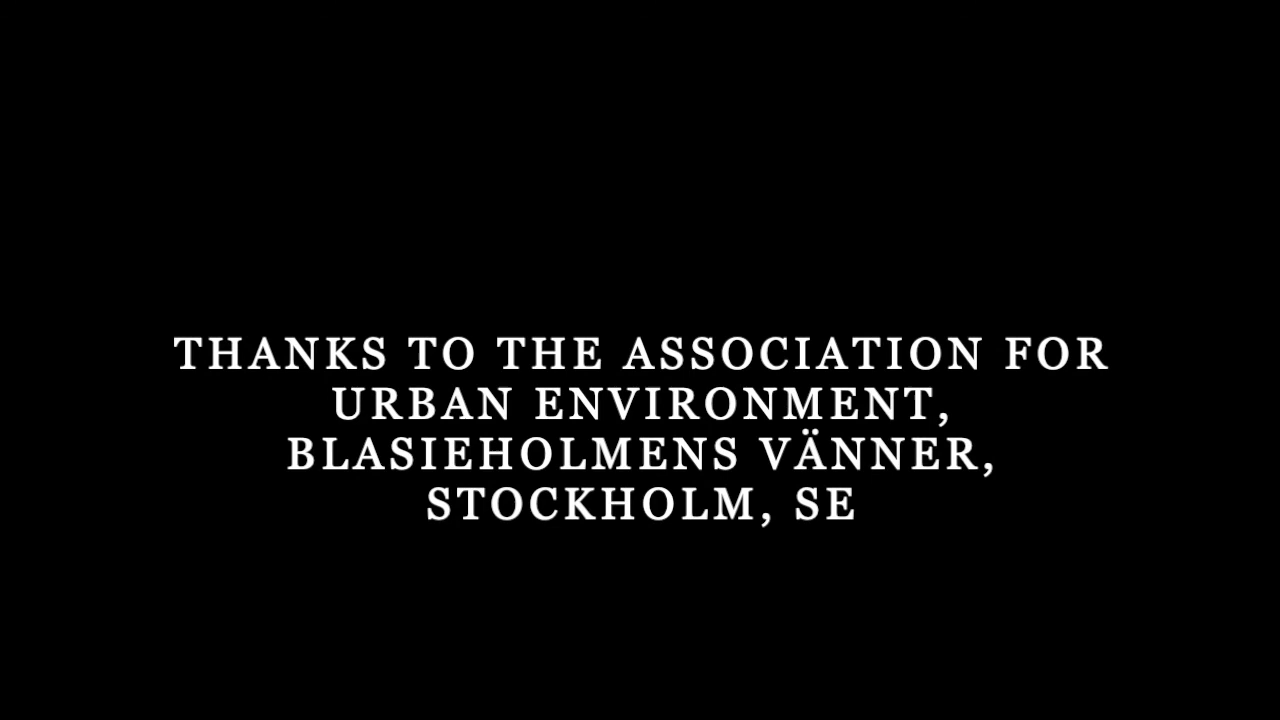 THANKS TO THE ASSOCIATION FOR
URBAN ENVIRONMENT,
BLASIEHOLMENS VÄNNER,
STOCKHOLM, SE